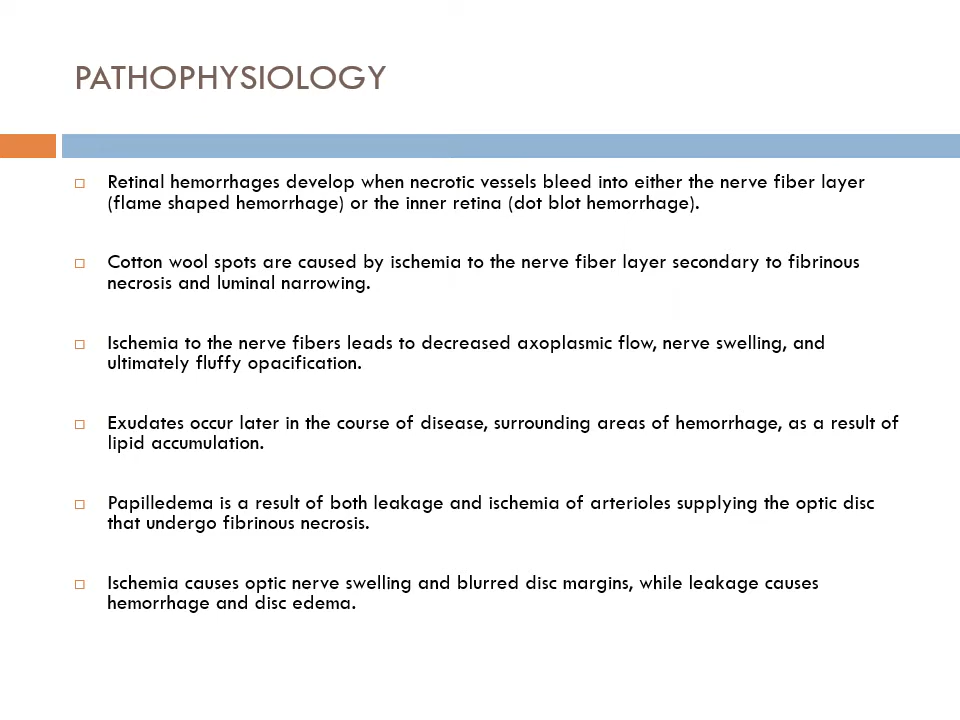 PATHOPHYSIOLOGY
Retinal hemorrhages develop when necrotic vessels bleed into either the nerve fiber layer
(flame shaped hemorrhage) or the inner retina (dot blot hemorrhage).
Cotton wool spots are caused by ischemia to the nerve fiber layer secondary to fibrinous
necrosis and luminal narrowing.
Ischemia to the nerve fibers leads to decreased axoplasmic flow, nerve swelling, and
ultimately fluffy opacification.
Exudates occur later in the course of disease, surrounding areas of hemorrhage, as a result of
lipid accumulation.
Papilledema is a result of both leakage and ischemia of arterioles supplying the optic disc
that undergo fibrinous necrosis.
Ischemia causes optic nerve swelling and blurred disc margins, while leakage causes
hemorrhage and disc edema.